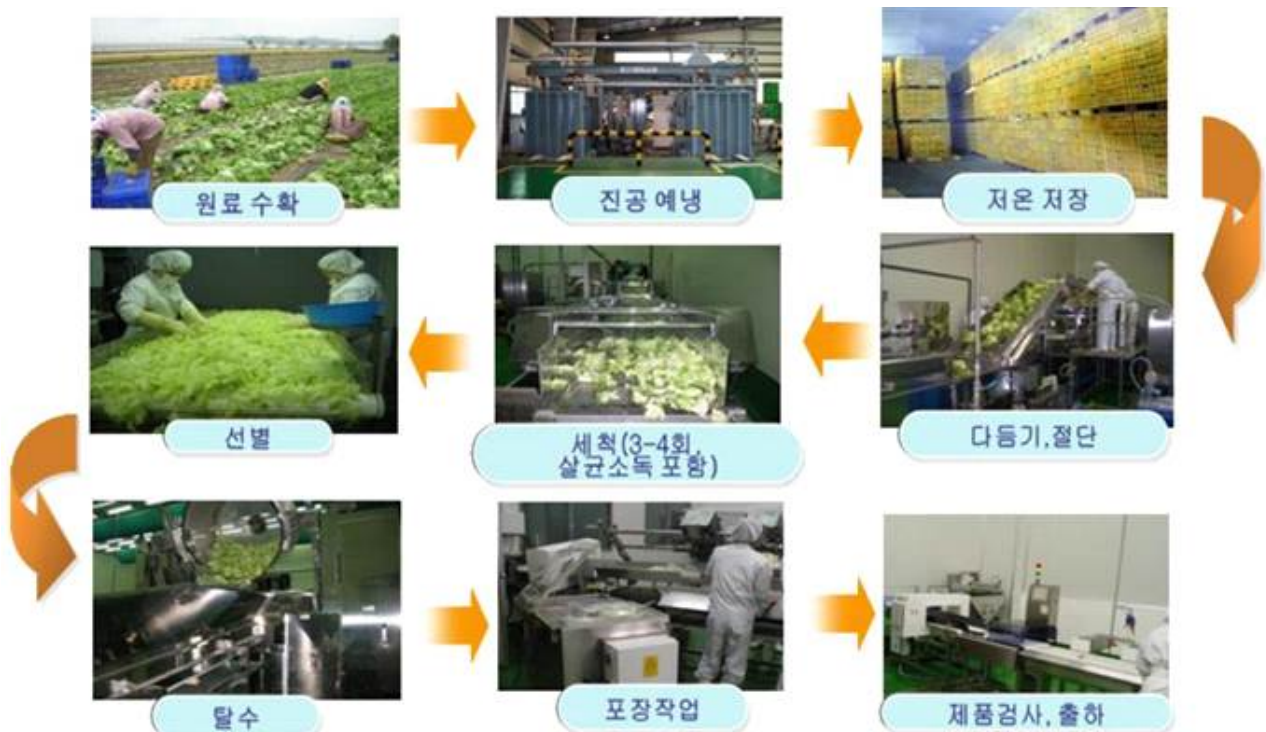 원료 수확
진공 예냉
저온 저장
다듬기,절단
세척(3-4회,
살균소독 포함)
선별
탈수
포장작업
제품검사, 출하